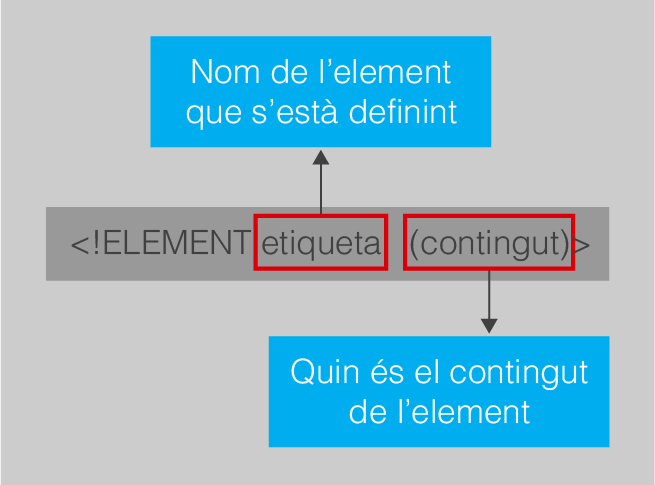 Nom de l’element
que s’està definint
<!ELEMENT etiqueta (contingut)>
Quin és el contingut
de l’element